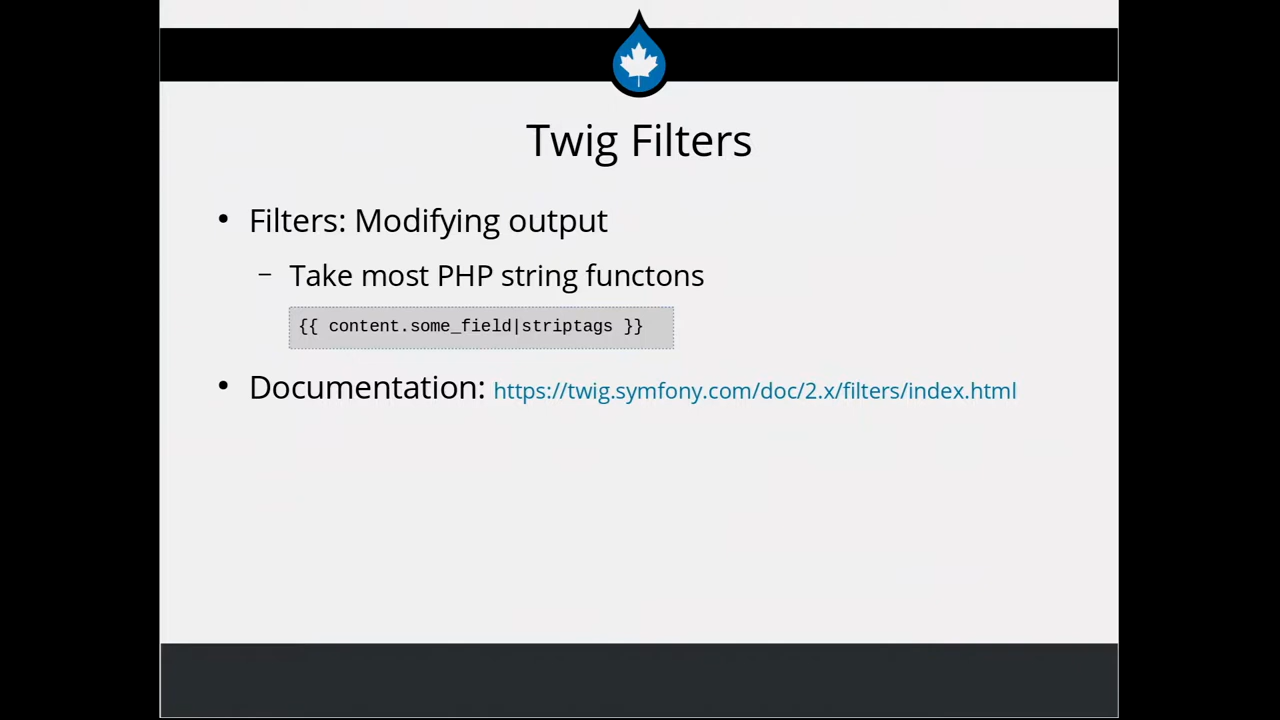 Twig Filters
• Filters: Modifying output
– Take most PHP string functons
{{ content.some_field|striptags }}
• Documentation: https://twig.symfony.com/doc/2.x/filters/index.html